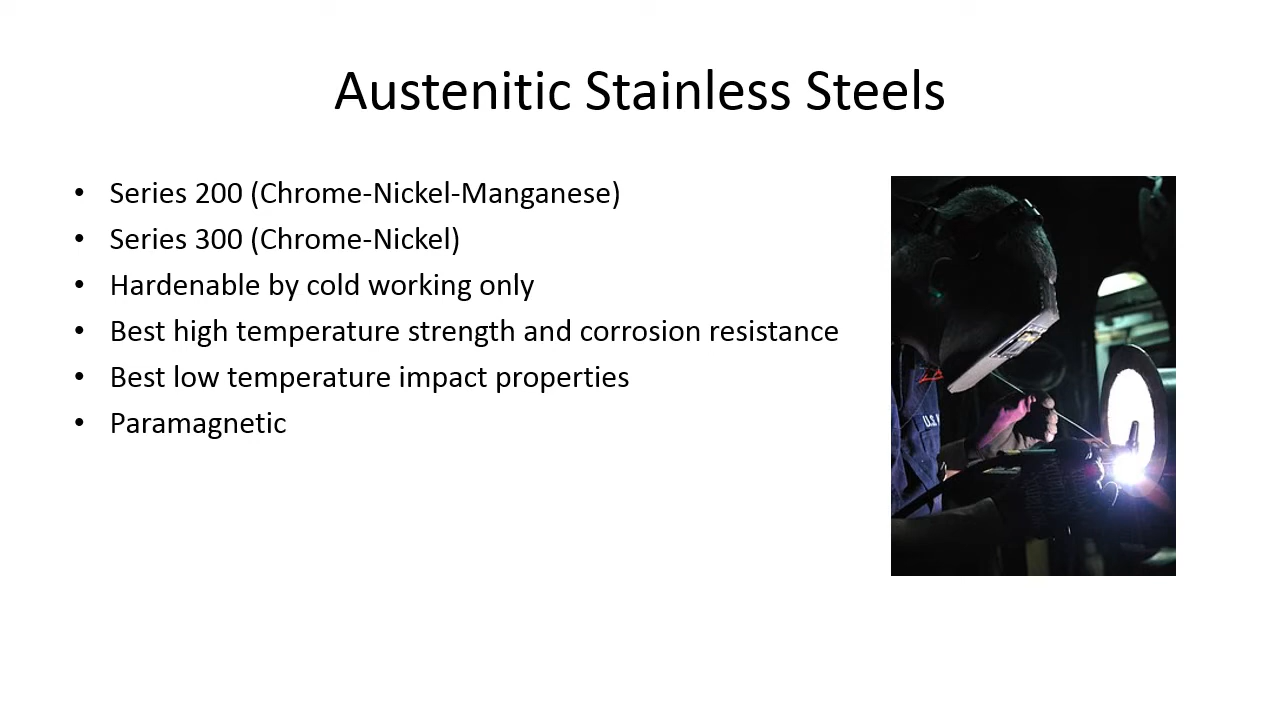 Austenitic Stainless Steels
• Series 200 (Chrome-Nickel-Manganese)
• Series 300 (Chrome-Nickel)
• Hardenable by cold working only
• Best high temperature strength and corrosion resistance
• Best low temperature impact properties
• Paramagnetic
U.S.